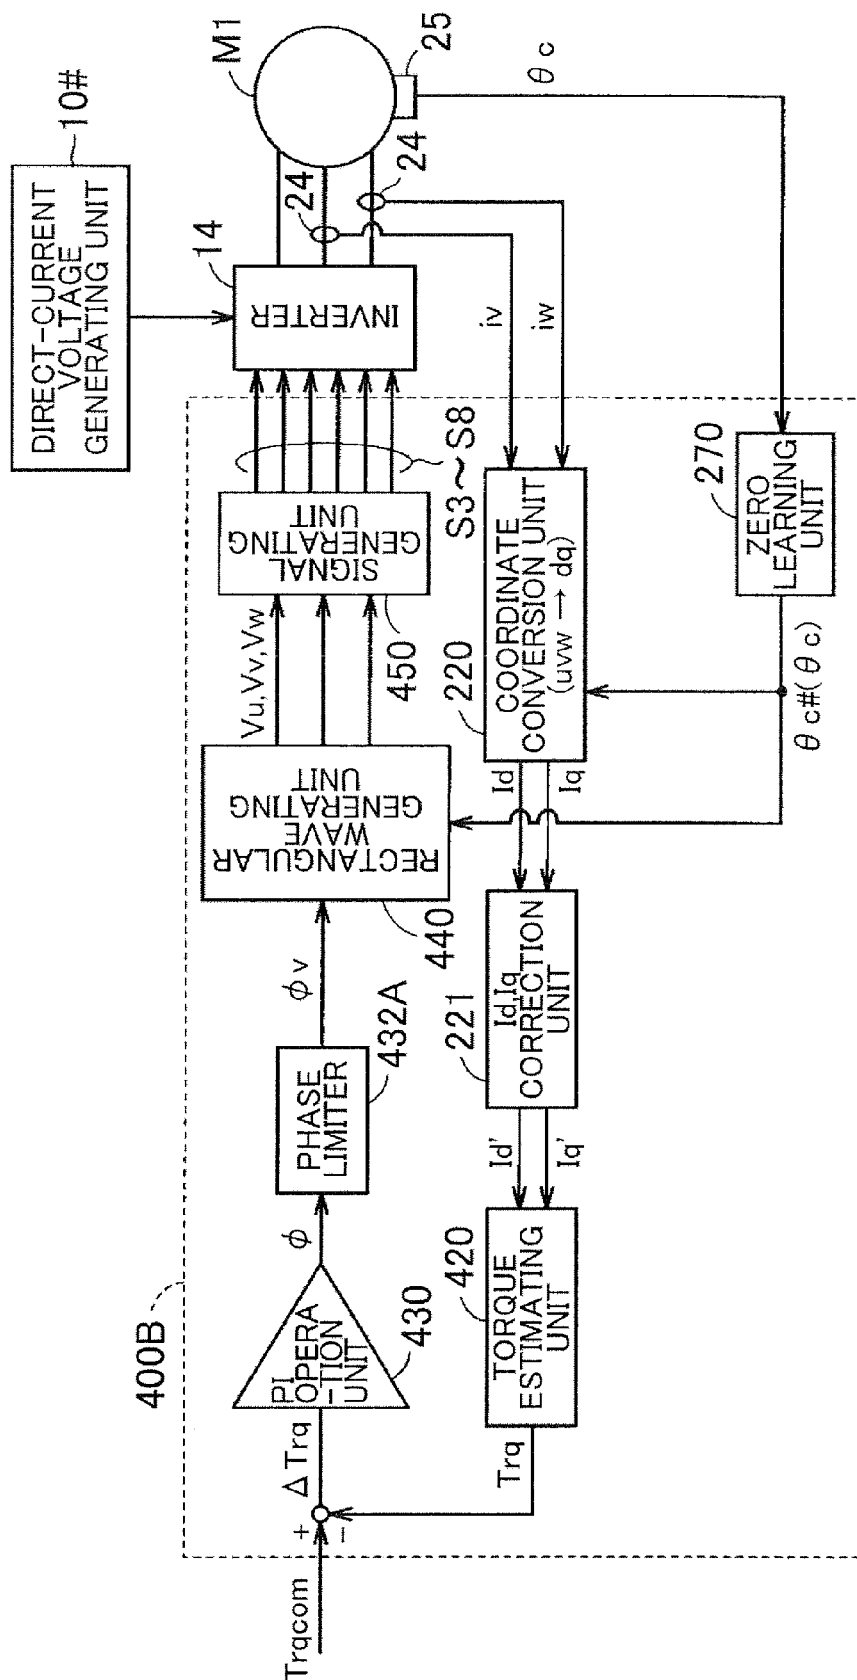 DIRECT-CURRENT
VOLTAGE
GENERATING UNIT
10#
M1
25
θc
24
24
14
INVERTER
iv
iw
S3~S8
SIGNAL
GENERATING
UNIT
450
Vu,Vv,Vw
RECTANGULAR
WAVE
GENERATING
UNIT
440
φv
PHASE
LIMITER
432A
φ
PI
OPERA
-TION
UNIT
430
ΔTrq
+
-
Trqcom
400B
COORDINATE
CONVERSION UNIT
(uvw → dq)
220
Id
Iq
Id,Iq
CORRECTION
UNIT
221
Id'
Iq'
TORQUE
ESTIMATING
UNIT
420
Trq
ZERO
LEARNING
UNIT
270
θc#(θc)